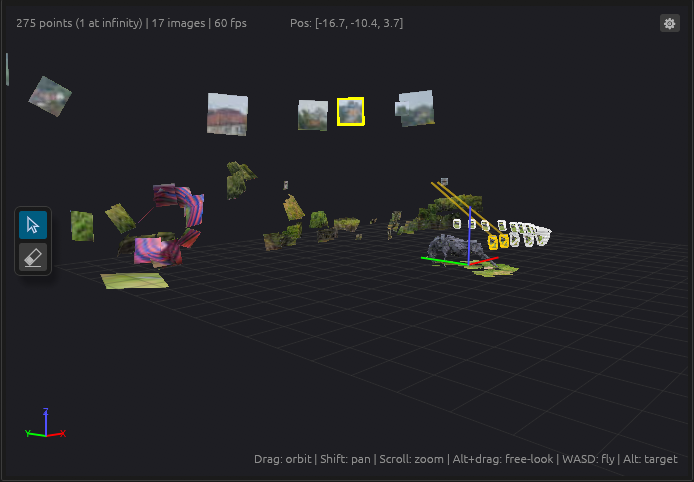 275 points (1 at infinity) | 17 images | 60 fps
Pos: [-16.7, -10.4, 3.7]
Z
Y
X
Drag: orbit | Shift: pan | Scroll: zoom | Alt+drag: free-look | WASD: fly | Alt: target